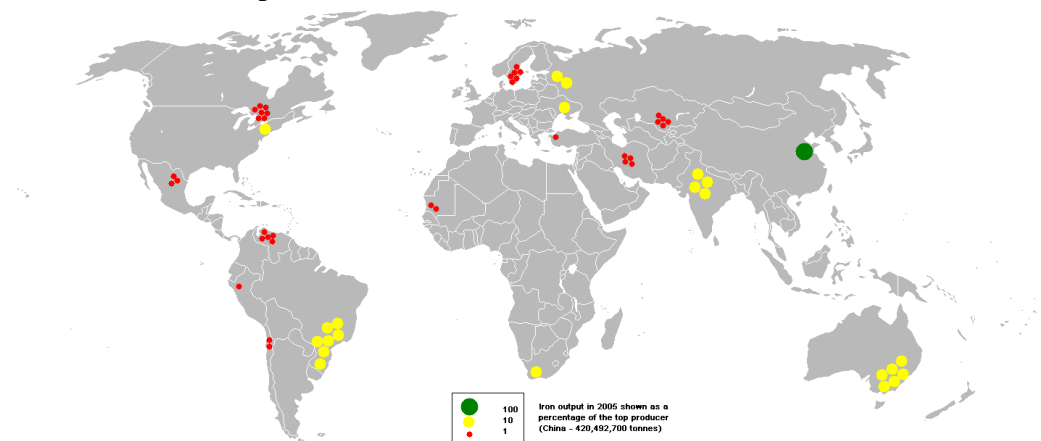 100
10
1
Iron output in 2005 shown as a
percentage of the top producer
(China - 420,492,700 tonnes)